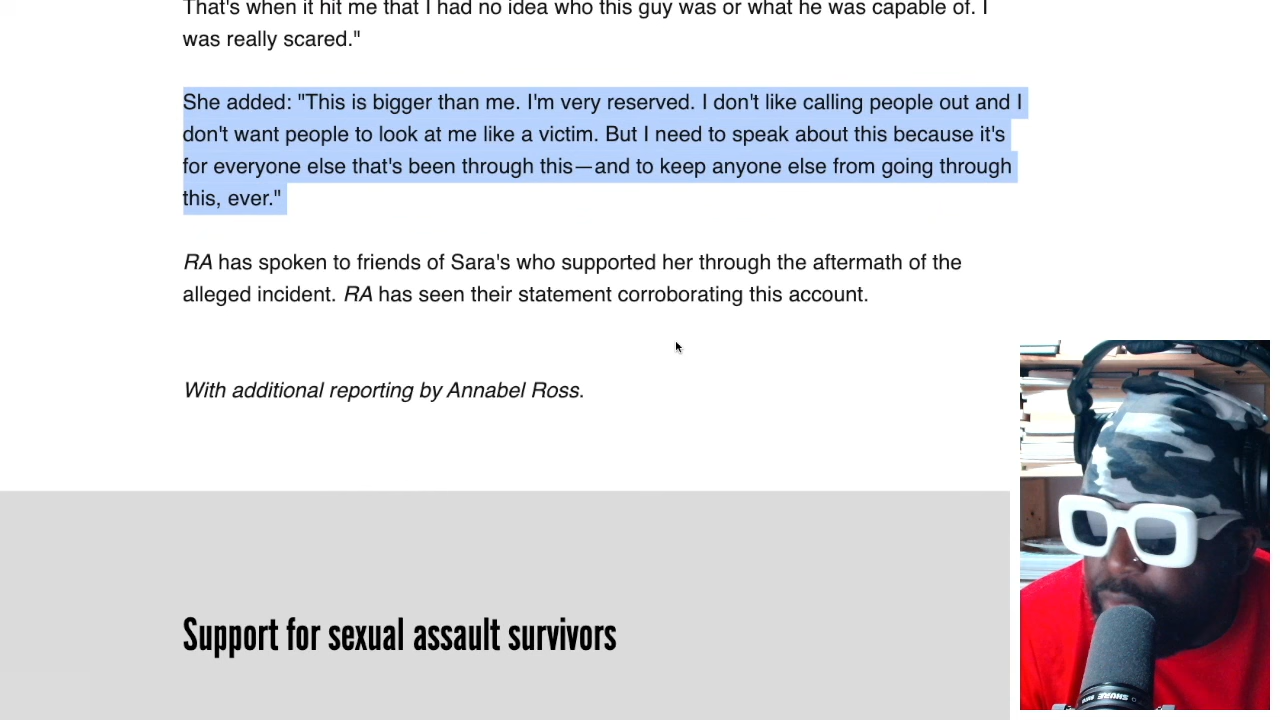 That's when it hit me that I had no idea who this guy was or what he was capable of. I
was really scared."
She added: "This is bigger than me. I'm very reserved. I don't like calling people out and I
don't want people to look at me like a victim. But I need to speak about this because it's
for everyone else that's been through this—and to keep anyone else from going through
this, ever."
RA has spoken to friends of Sara's who supported her through the aftermath of the
alleged incident. RA has seen their statement corroborating this account.
With additional reporting by Annabel Ross.
Support for sexual assault survivors
SHURE